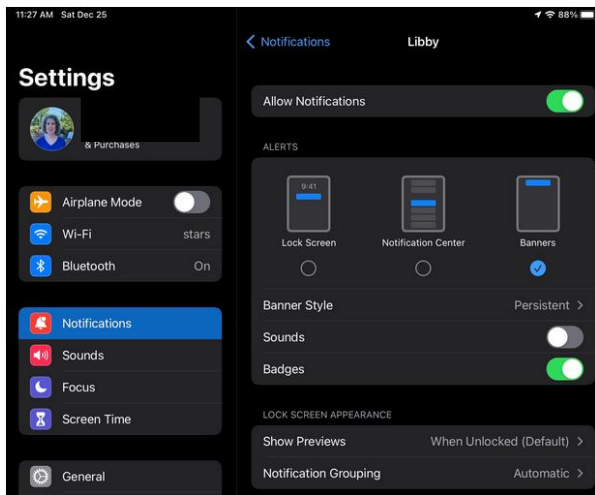 11:27 AM Sat Dec 25
88%
Settings
& Purchases
Airplane Mode
Wi-Fi stars
Bluetooth On
Notifications
Sounds
Focus
Screen Time
General
Notifications Libby
Allow Notifications
ALERTS
9:41
Lock Screen Notification Center Banners
Banner Style Persistent
Sounds
Badges
LOCK SCREEN APPEARANCE
Show Previews When Unlocked (Default)
Notification Grouping Automatic